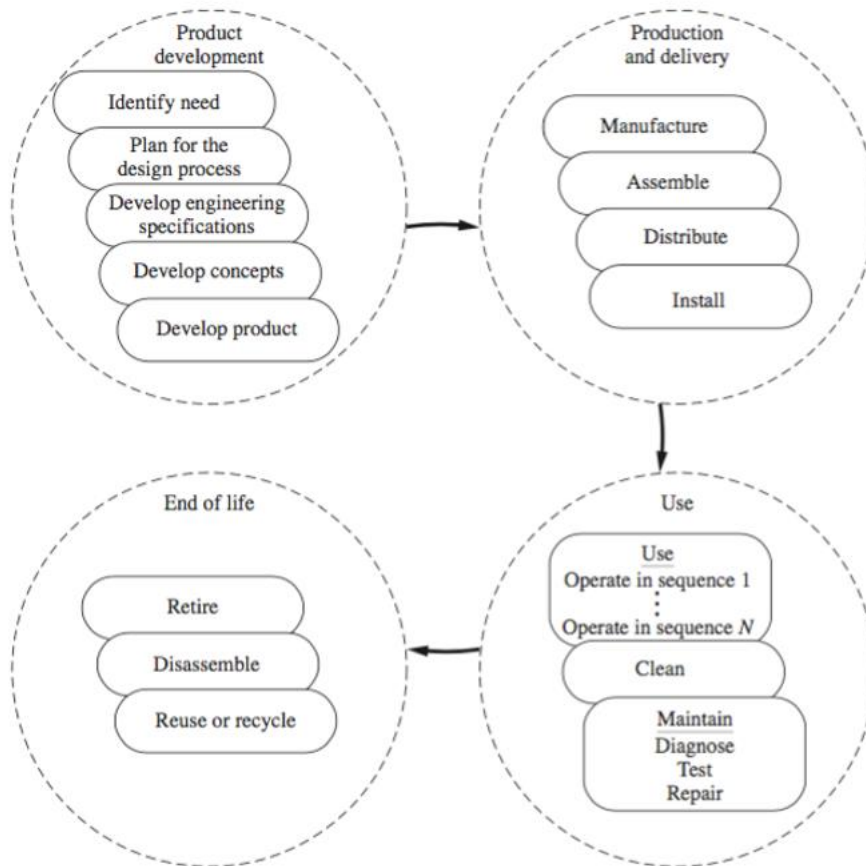 Product
development
Identify need
Plan for the
design process
Develop engineering
specifications
Develop concepts
Develop product
Production
and delivery
Manufacture
Assemble
Distribute
Install
Use
Use
Operate in sequence 1
⋮
Operate in sequence N
Clean
Maintain
Diagnose
Test
Repair
End of life
Retire
Disassemble
Reuse or recycle